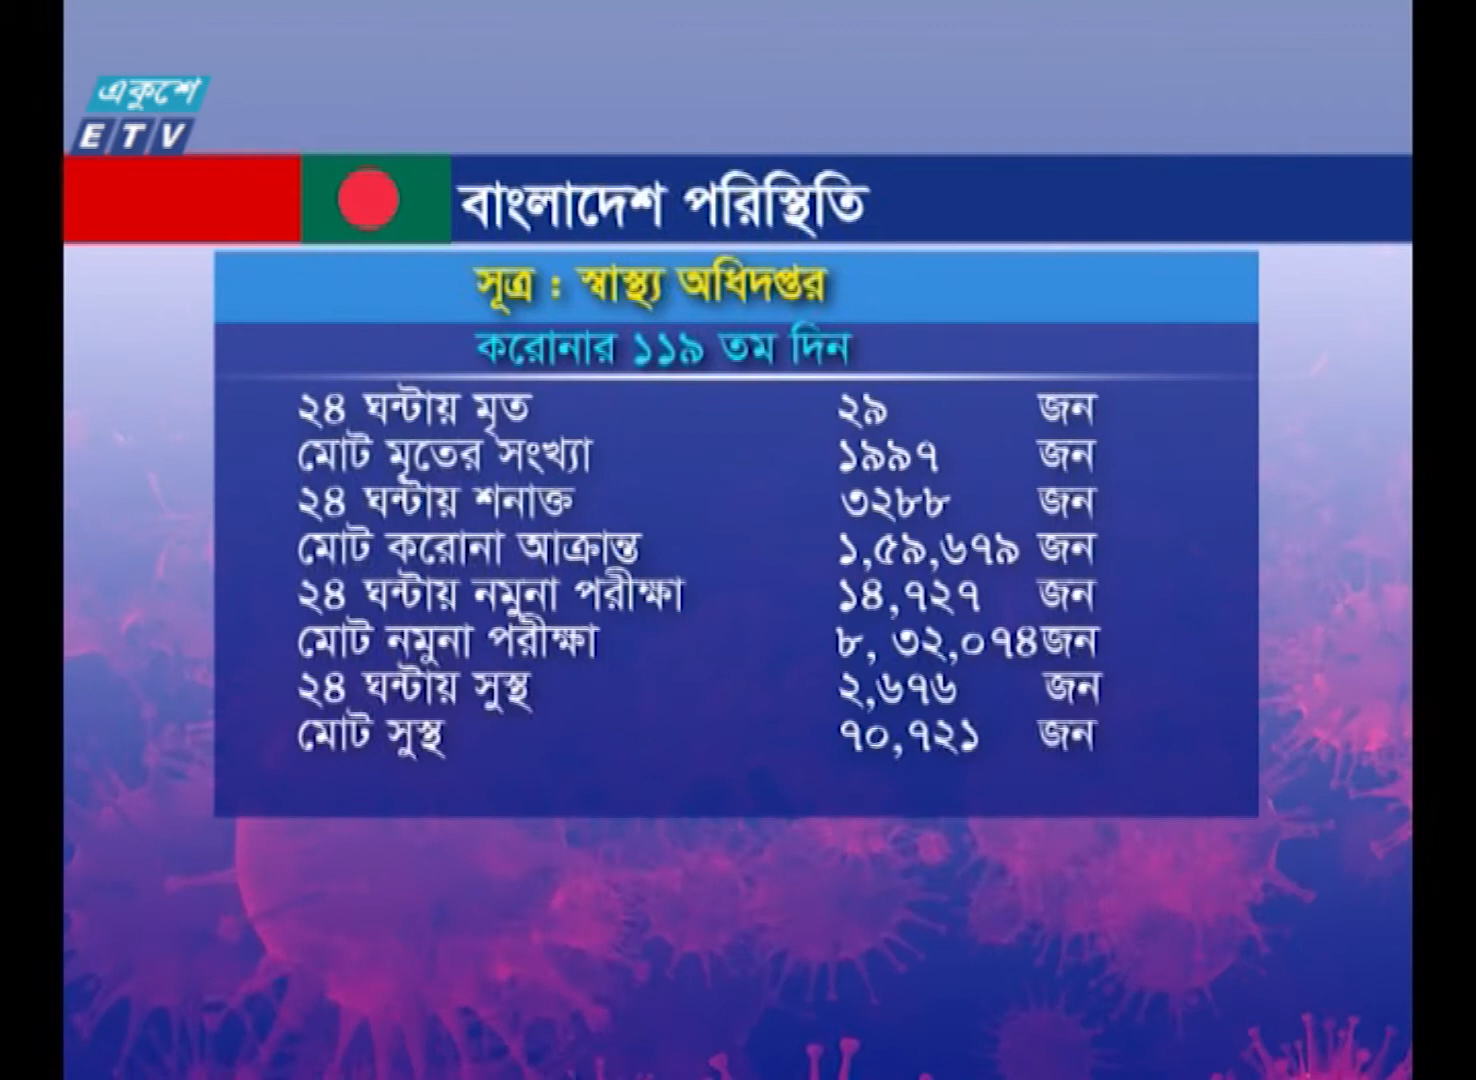 একুশে
ETV
বাংলাদেশ পরিস্থিতি
সূত্র : স্বাস্থ্য অধিদপ্তর
করোনার ১১৯ তম দিন
২৪ ঘন্টায় মৃত ২৯ জন
মোট মৃতের সংখ্যা ১৯৯৭ জন
২৪ ঘন্টায় শনাক্ত ৩২৮৮ জন
মোট করোনা আক্রান্ত ১,৫৯,৬৭৯ জন
২৪ ঘন্টায় নমুনা পরীক্ষা ১৪,৭২৭ জন
মোট নমুনা পরীক্ষা ৮, ৩২,০৭৪জন
২৪ ঘন্টায় সুস্থ ২,৬৭৬ জন
মোট সুস্থ ৭০,৭২১ জন